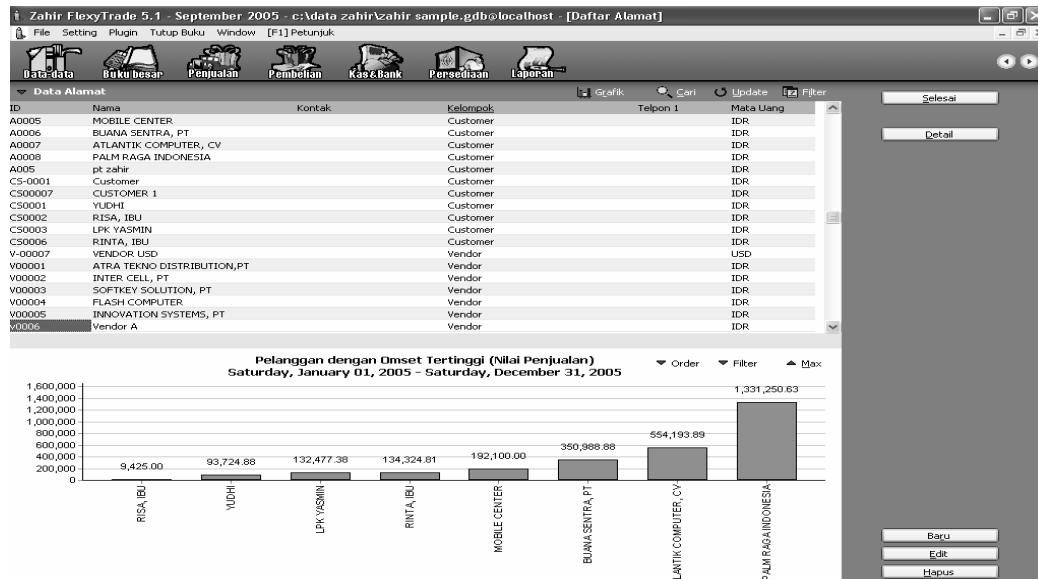 Zahir FlexyTrade 5.1 - September 2005 - c:\data zahir\zahir sample.gdb@localhost - [Daftar Alamat]
File Setting Plugin Tutup Buku Window [F1] Petunjuk
Data-data Buku besar Penjualan Pembelian Kas&Bank Persediaan Laporan
Data Alamat Grafik Cari Update Filter
Selesai
ID Nama Kontak Kelompok Telpon 1 Mata Uang
A0005 MOBILE CENTER Customer IDR
A0006 BUANA SENTRA, PT Customer IDR
Detail
A0007 ATLANTIK COMPUTER, CV Customer IDR
A0008 PALM RAGA INDONESIA Customer IDR
A005 pt zahir Customer IDR
CS-0001 Customer Customer IDR
CS00007 CUSTOMER 1 Customer IDR
CS0001 YUDHI Customer IDR
CS0002 RISA, IBU Customer IDR
CS0003 LPK YASMIN Customer IDR
CS0006 RINTA, IBU Customer IDR
V-00007 VENDOR USD Vendor USD
V00001 ATRA TEKNO DISTRIBUTION,PT Vendor IDR
V00002 INTER CELL, PT Vendor IDR
V00003 SOFTKEY SOLUTION, PT Vendor IDR
V00004 FLASH COMPUTER Vendor IDR
V00005 INNOVATION SYSTEMS, PT Vendor IDR
v0006 Vendor A Vendor IDR
Pelanggan dengan Omset Tertinggi (Nilai Penjualan)
Saturday, January 01, 2005 - Saturday, December 31, 2005
Order Filter Max
1,600,000
1,400,000
1,200,000
1,000,000
800,000
600,000
400,000
200,000
0
9,425.00
93,724.88
132,477.38
134,324.81
192,100.00
350,988.88
554,193.89
1,331,250.63
RISA, IBU
YUDHI
LPK YASMIN
RINTA, IBU
MOBILE CENTER
BUANA SENTRA, PT
LANTIK COMPUTER, CV
PALM RAGA INDONESIA
Baru
Edit
Hapus